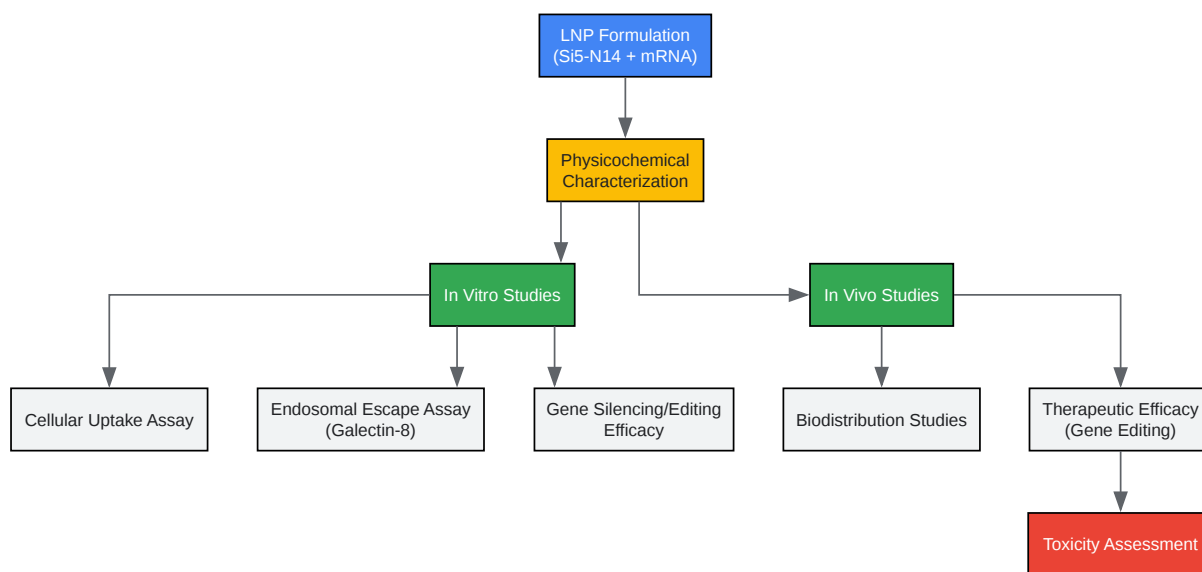 LNP Formulation
(Si5-N14 + mRNA)
Physicochemical
Characterization
In Vitro Studies
In Vivo Studies
Cellular Uptake Assay
Endosomal Escape Assay
(Galectin-8)
Gene Silencing/Editing
Efficacy
Biodistribution Studies
Therapeutic Efficacy
(Gene Editing)
Toxicity Assessment